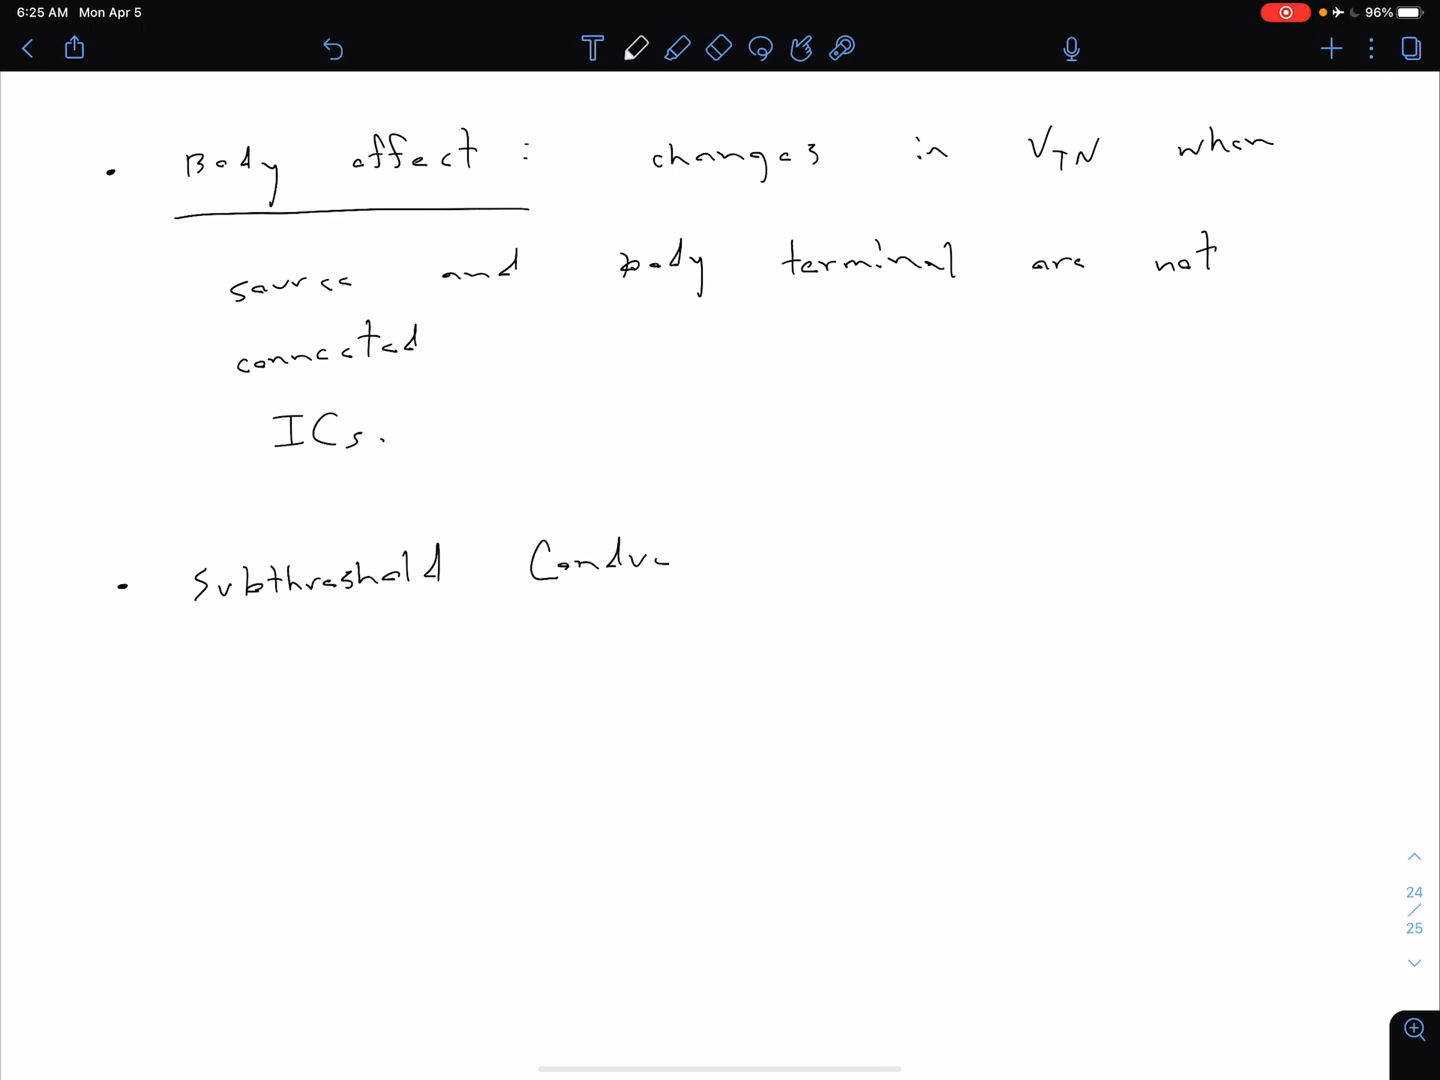 6:25 AM Mon Apr 5
96%
• Body effect : changes in VTN when
source and body terminal are not
connected
ICs.
• Subthreshold Conduc
24
/
25